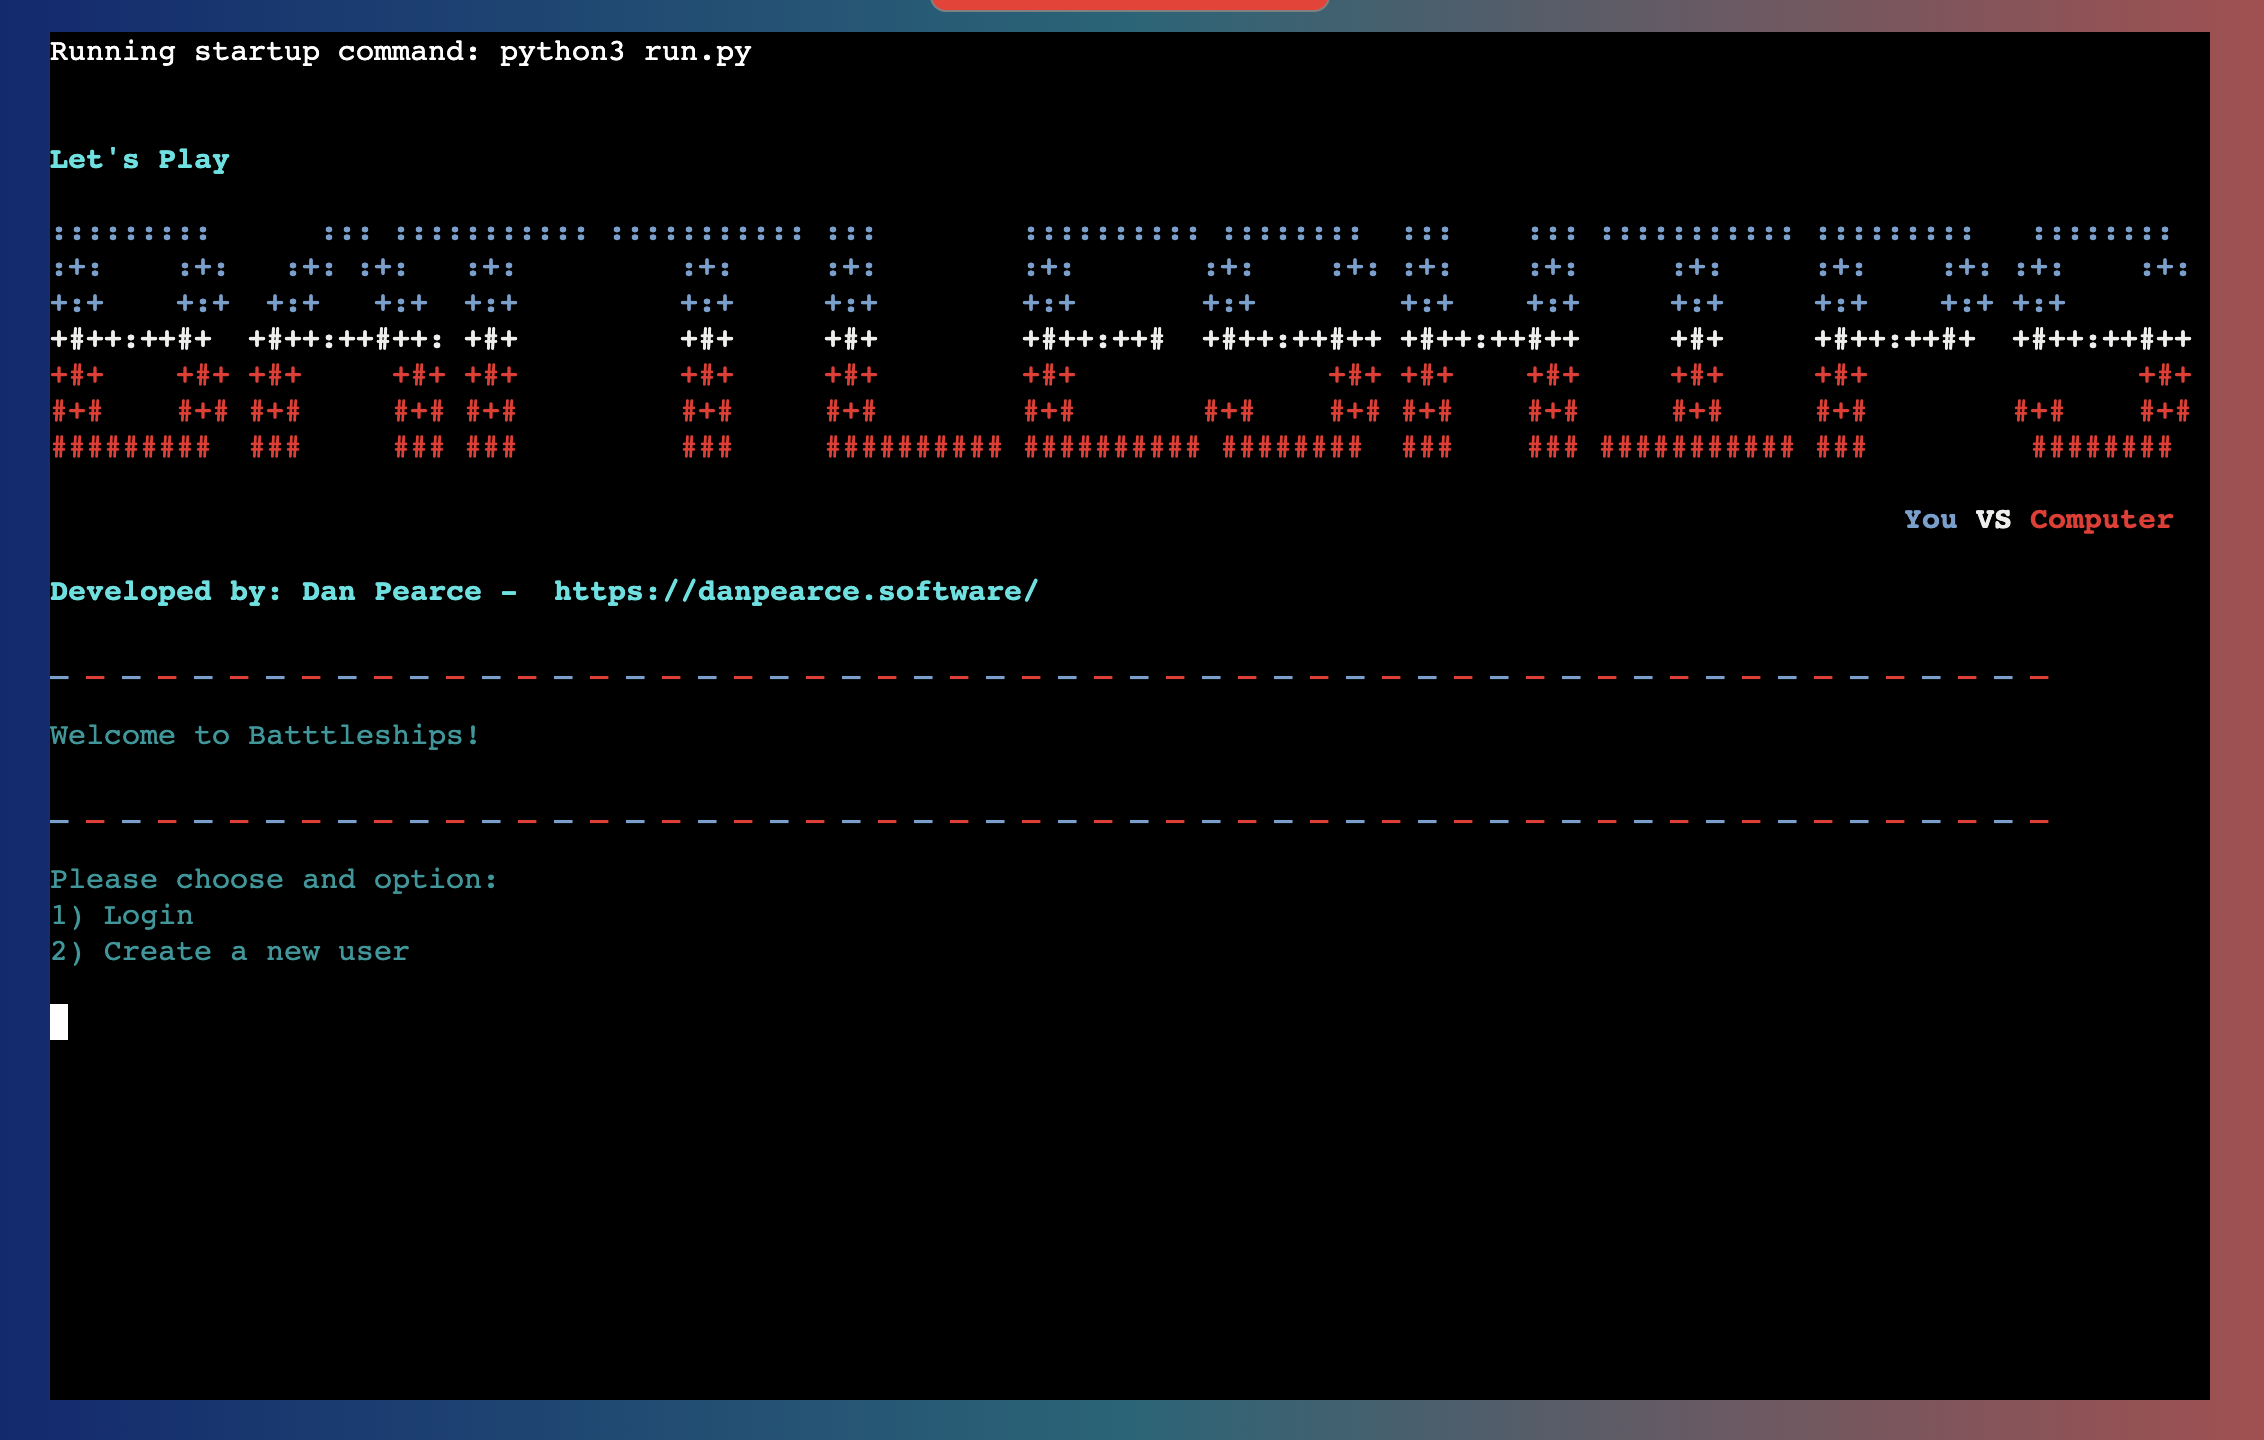 Running startup command: python3 run.py
Let's Play
BATTLESHIPS
You VS Computer
Developed by: Dan Pearce -  https://danpearce.software/
Welcome to Batttleships!
Please choose and option:
1) Login
2) Create a new user